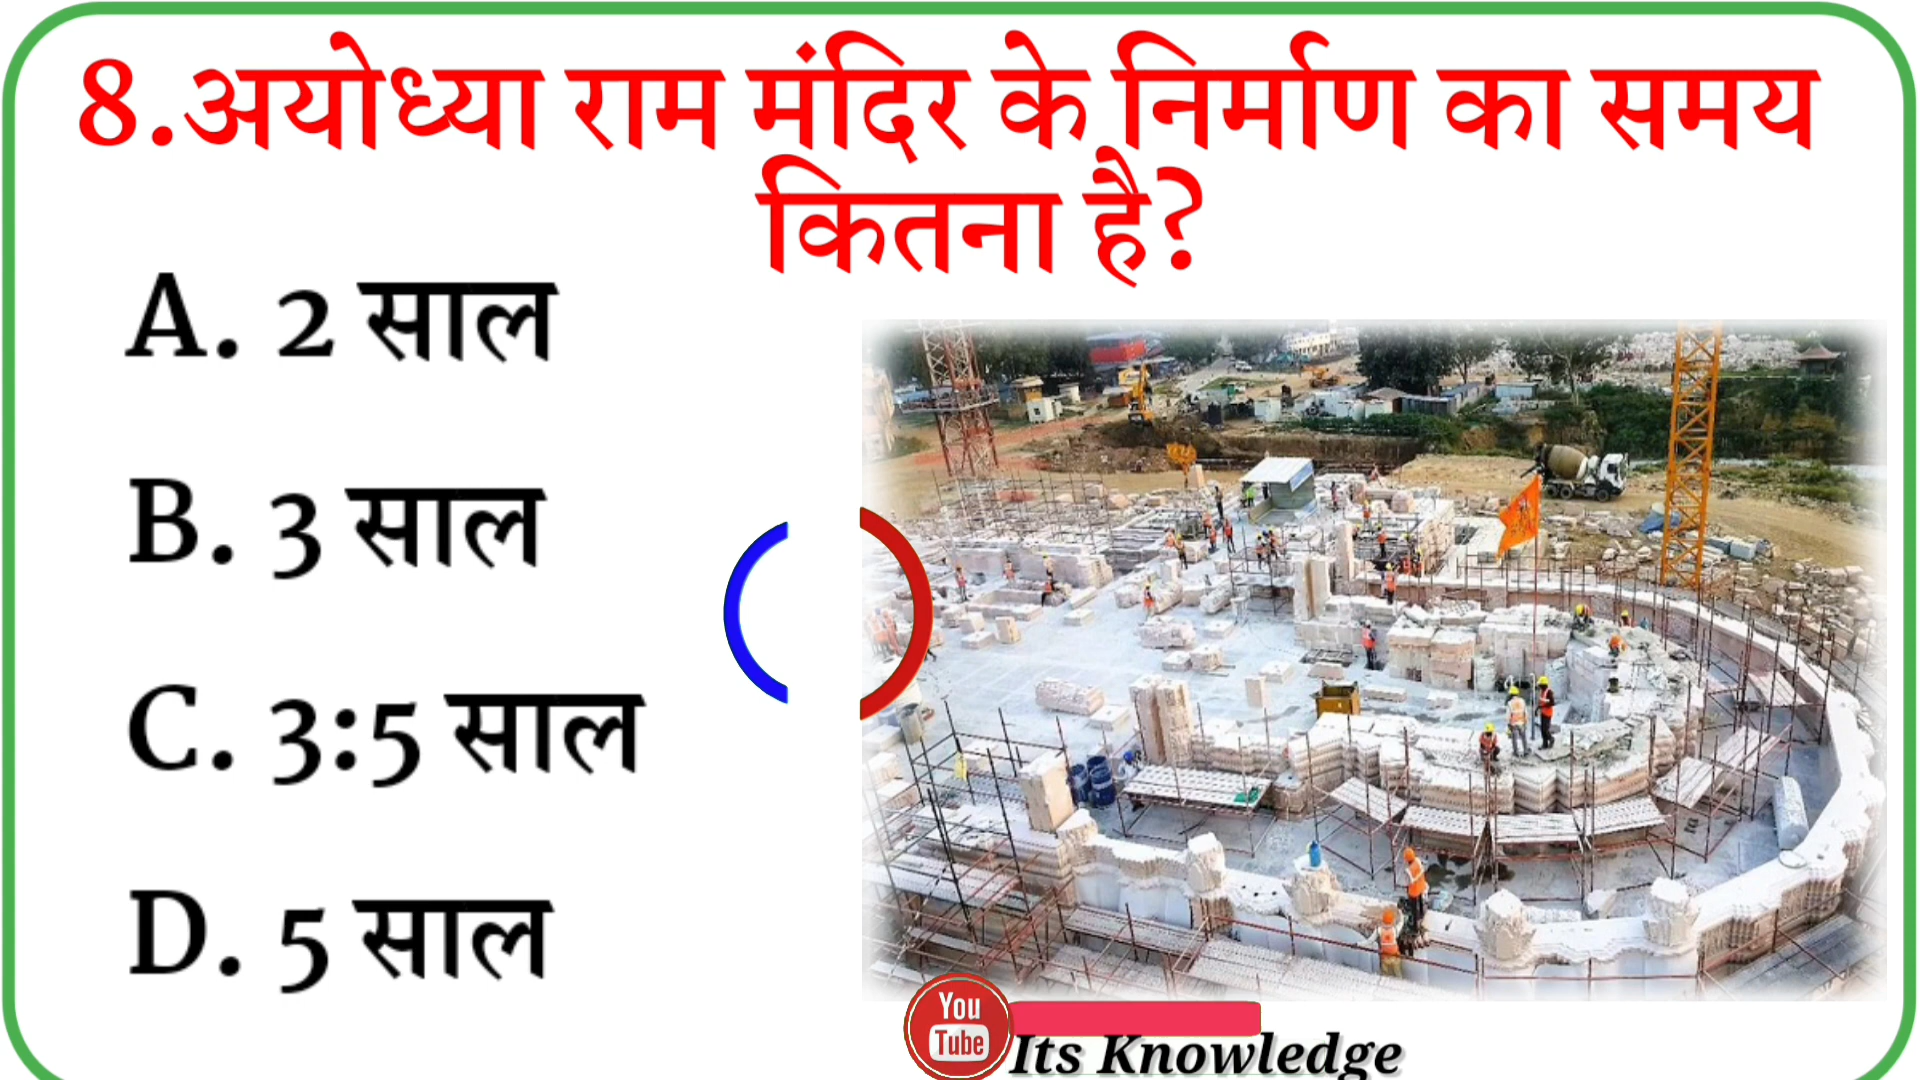 8.अयोध्या राम मंदिर के निर्माण का समय
कितना है?
A. 2 साल
B. 3 साल
C. 3:5 साल
D. 5 साल
You
Tube
Its Knowledge